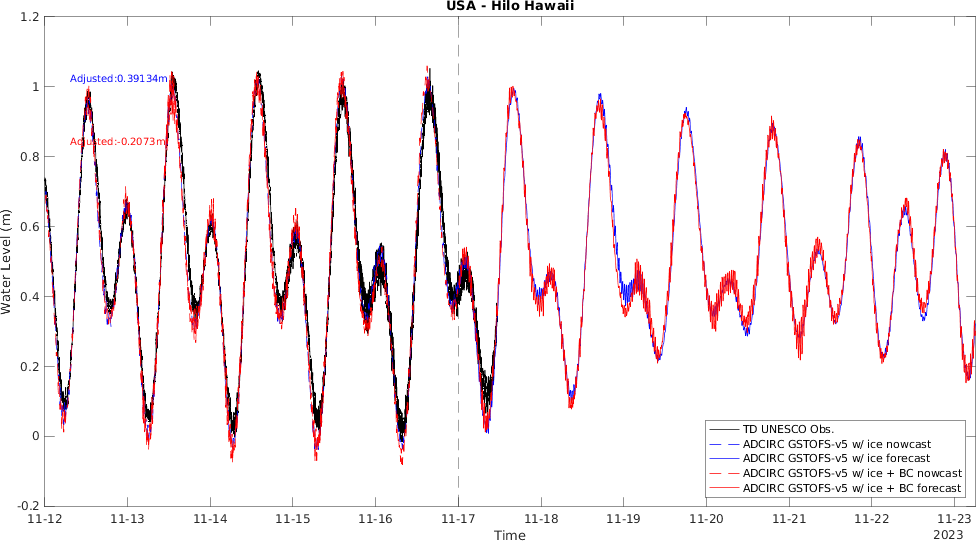 USA - Hilo Hawaii
1.2
1
0.8
0.6
0.4
0.2
0
-0.2
Water Level (m)
Adjusted:0.39134m
Adjusted:-0.2073m
TD UNESCO Obs.
ADCIRC GSTOFS-v5 w/ ice nowcast
ADCIRC GSTOFS-v5 w/ ice forecast
ADCIRC GSTOFS-v5 w/ ice + BC nowcast
ADCIRC GSTOFS-v5 w/ ice + BC forecast
11-12 11-13 11-14 11-15 11-16 11-17 11-18 11-19 11-20 11-21 11-22 11-23
Time
2023